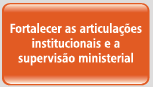 Fortalecer as articulações
institucionais e a
supervisão ministerial